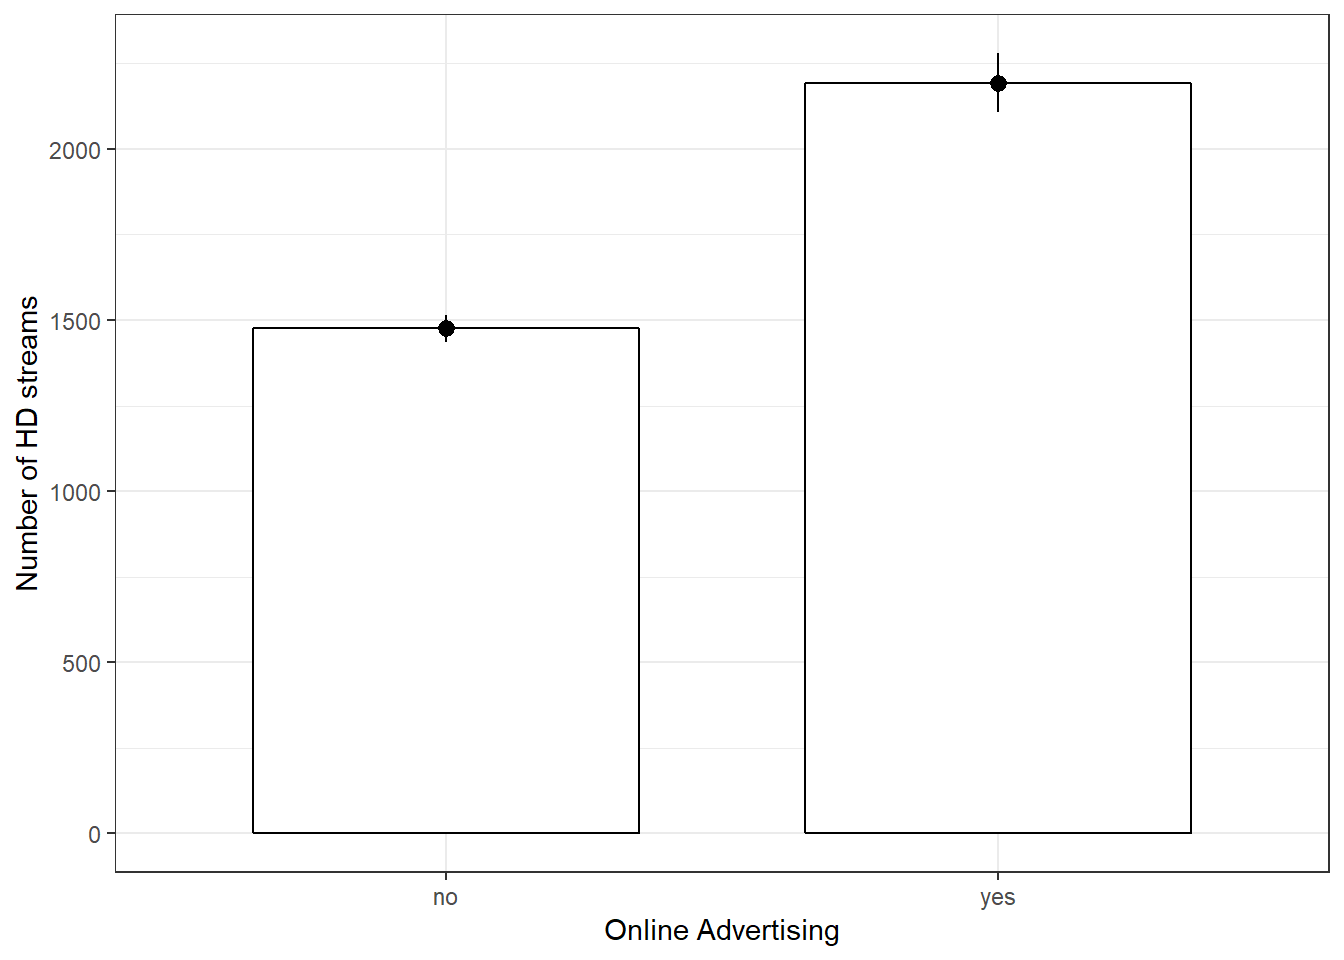 Number of HD streams
2000
1500
1000
500
0
no
yes
Online Advertising